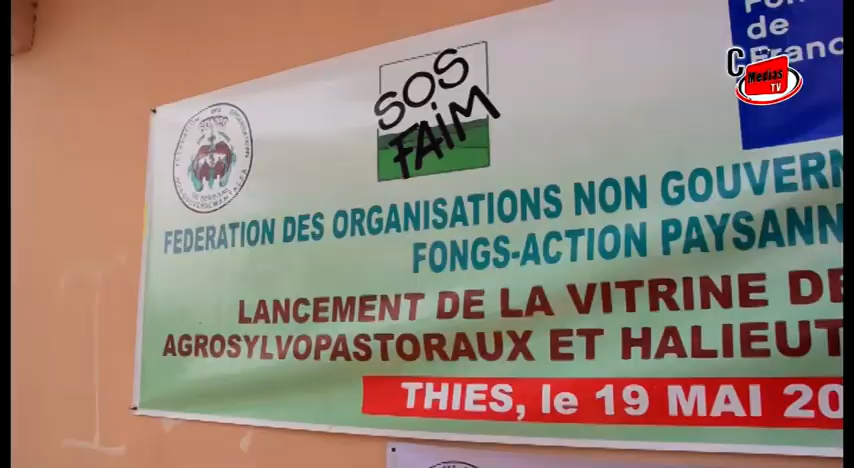 SOS
FAIM
de
France
C
Medias
TV
FEDERATION DES ORGANISATIONS NON GOUVERN
FONGS-ACTION PAYSANN
LANCEMENT DE LA VITRINE DE
AGROSYLVOPASTORAUX ET HALIEUT
THIES, le 19 MAI 20